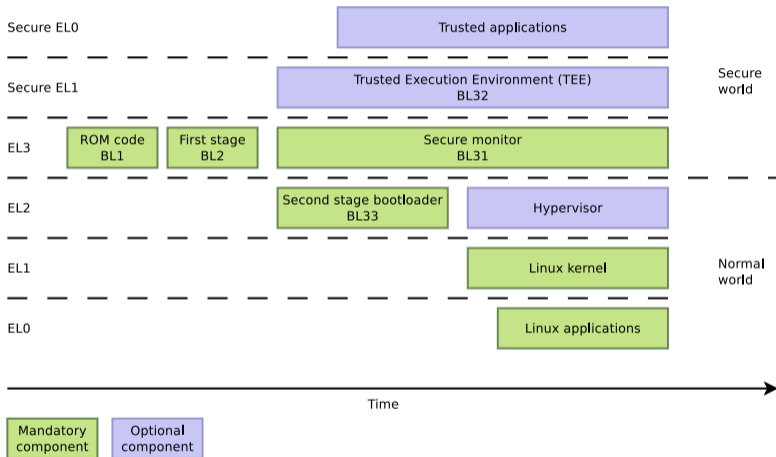 Secure EL0
Trusted applications
Secure EL1
Trusted Execution Environment (TEE)
BL32
Secure
world
EL3
ROM code
BL1
First stage
BL2
Secure monitor
BL31
EL2
Second stage bootloader
BL33
Hypervisor
EL1
Linux kernel
Normal
world
EL0
Linux applications
Time
Mandatory
component
Optional
component